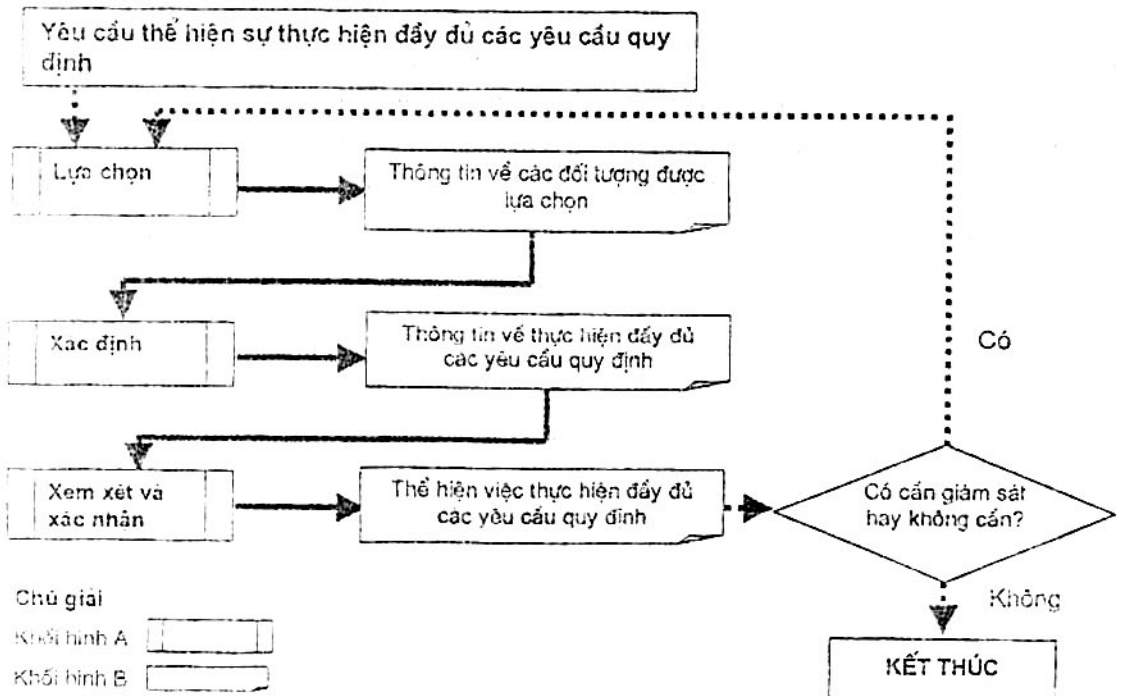 Yêu cầu thể hiện sự thực hiện đầy đủ các yêu cầu quy
định
Lựa chọn
Thông tin về các đối tượng được
lựa chọn
Xác định
Thông tin về thực hiện đầy đủ
các yêu cầu quy định
Có
Xem xét và
xác nhận
Thể hiện việc thực hiện đầy đủ
các yêu cầu quy định
Có cần giám sát
hay không cần?
Không
KẾT THÚC
Chú giải
Khối hình A
Khối hình B